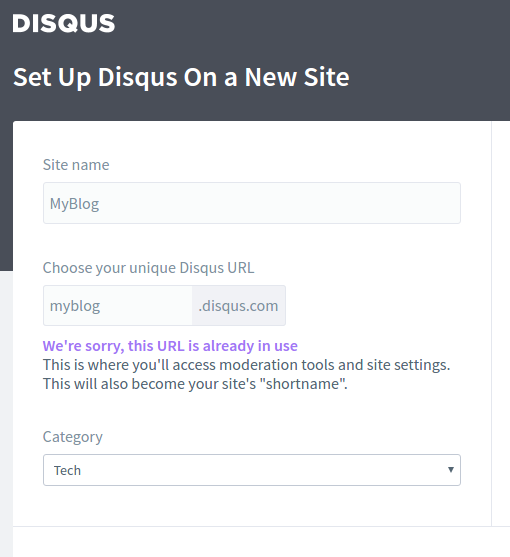 DISQUS
Set Up Disqus On a New Site
Site name
MyBlog
Choose your unique Disqus URL
myblog .disqus.com
We're sorry, this URL is already in use
This is where you'll access moderation tools and site settings.
This will also become your site's "shortname".
Category
Tech